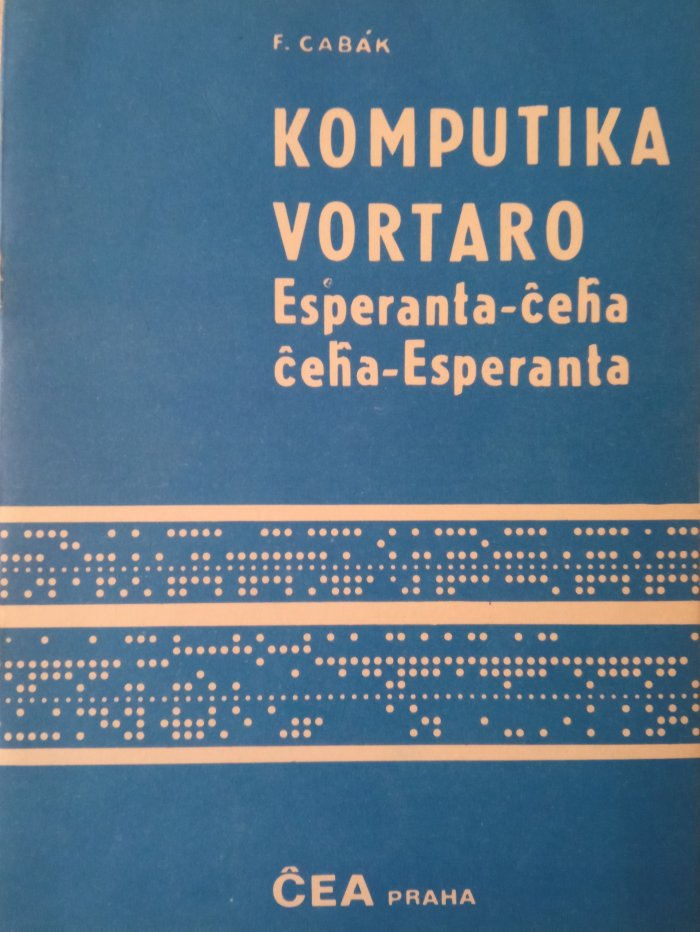 F. CABÁK
KOMPUTIKA
VORTARO
Esperanta-ĉeĥa
ĉeĥa-Esperanta
ĈEA PRAHA